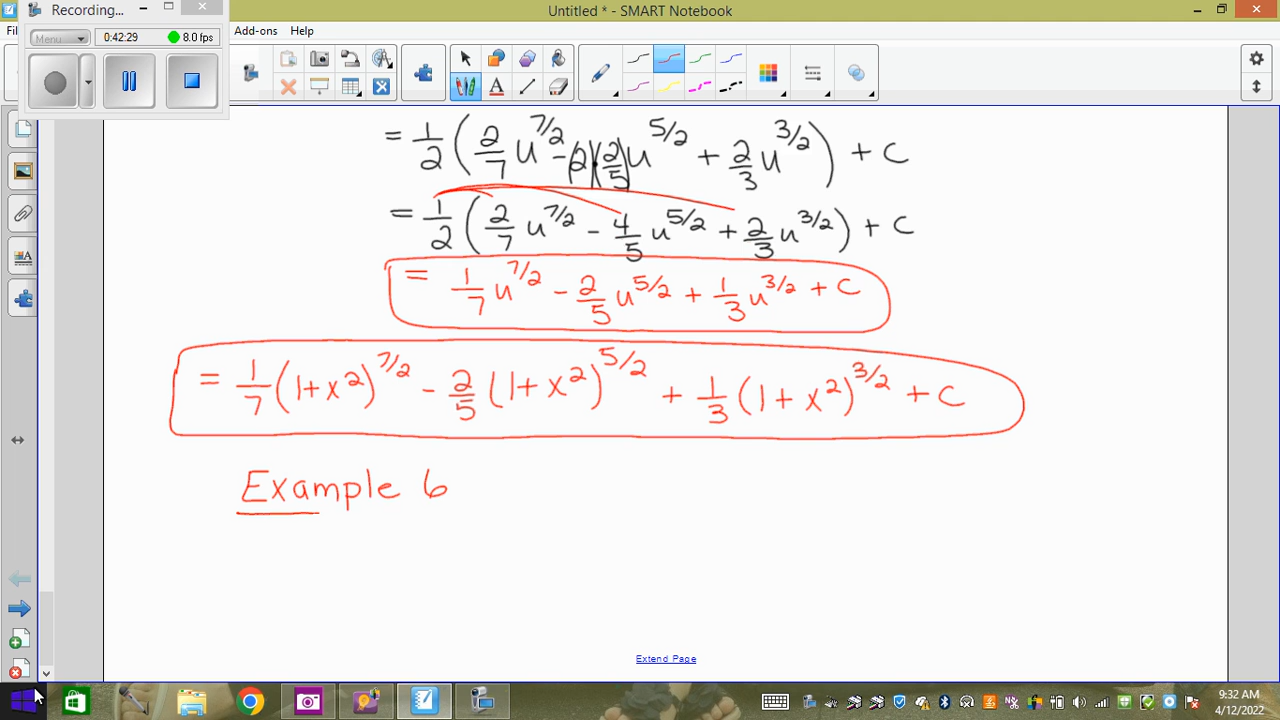 Recording...
Untitled * - SMART Notebook
Menu
0:42:29
8.0 fps
Add-ons
Help
= 1/2 (2/7 u^7/2 - (2)(2/5)u^5/2 + 2/3 u^3/2) + C
= 1/2 (2/7 u^7/2 - 4/5 u^5/2 + 2/3 u^3/2) + C
= 1/7 u^7/2 - 2/5 u^5/2 + 1/3 u^3/2 + C
= 1/7 (1+x^2)^7/2 - 2/5 (1+x^2)^5/2 + 1/3 (1+x^2)^3/2 + C
Example 6
Extend Page
9:32 AM
4/12/2022